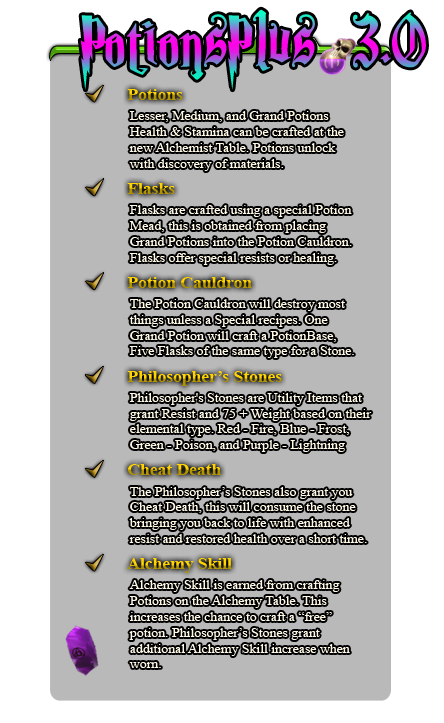 PotionsPlus 3.0
Potions
Lesser, Medium, and Grand Potions
Health & Stamina can be crafted at the
new Alchemist Table. Potions unlock
with discovery of materials.
Flasks
Flasks are crafted using a special Potion
Mead, this is obtained from placing
Grand Potions into the Potion Cauldron.
Flasks offer special resists or healing.
Potion Cauldron
The Potion Cauldron will destroy most
things unless a Special recipes. One
Grand Potion will craft a PotionBase,
Five Flasks of the same type for a Stone.
Philosopher's Stones
Philosopher's Stones are Utility Items that
grant Resist and 75 + Weight based on their
elemental type. Red - Fire, Blue - Frost,
Green - Poison, and Purple - Lightning
Cheat Death
The Philosopher's Stones also grant you
Cheat Death, this will consume the stone
bringing you back to life with enhanced
resist and restored health over a short time.
Alchemy Skill
Alchemy Skill is earned from crafting
Potions on the Alchemy Table. This
increases the chance to craft a “free”
potion. Philosopher's Stones grant
additional Alchemy Skill increase when
worn.